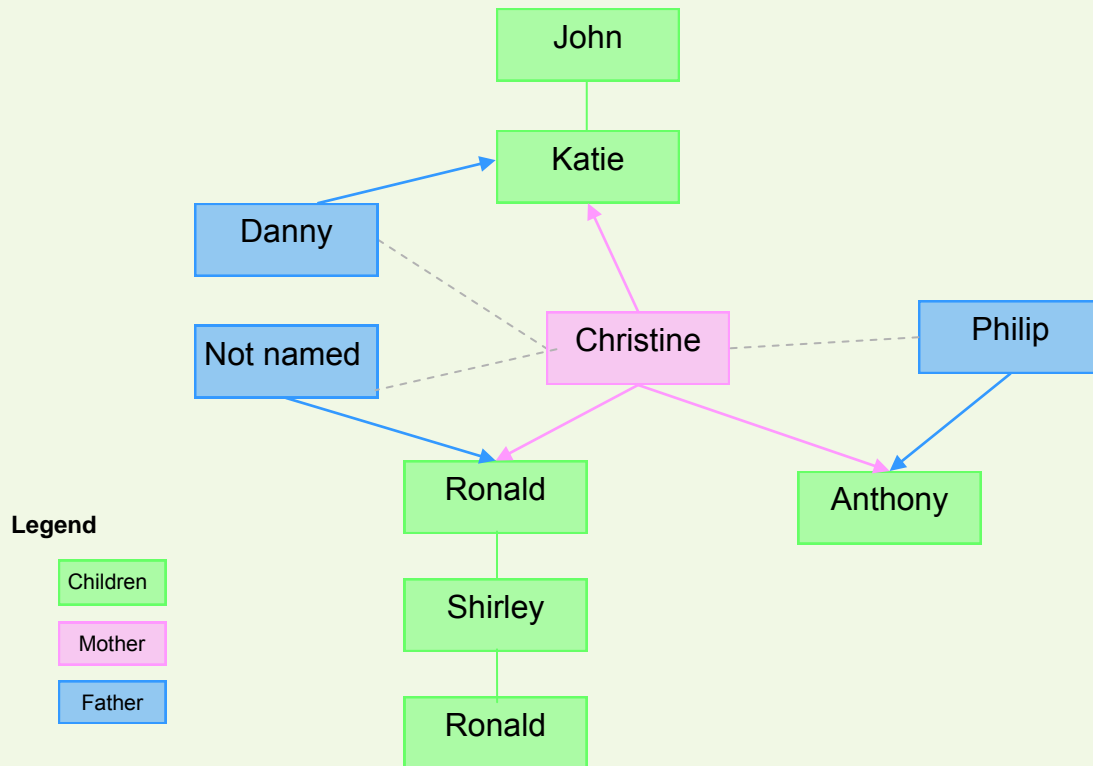 John
Katie
Danny
Philip
Christine
Not named
Ronald
Anthony
Legend
Children
Shirley
Mother
Father
Ronald